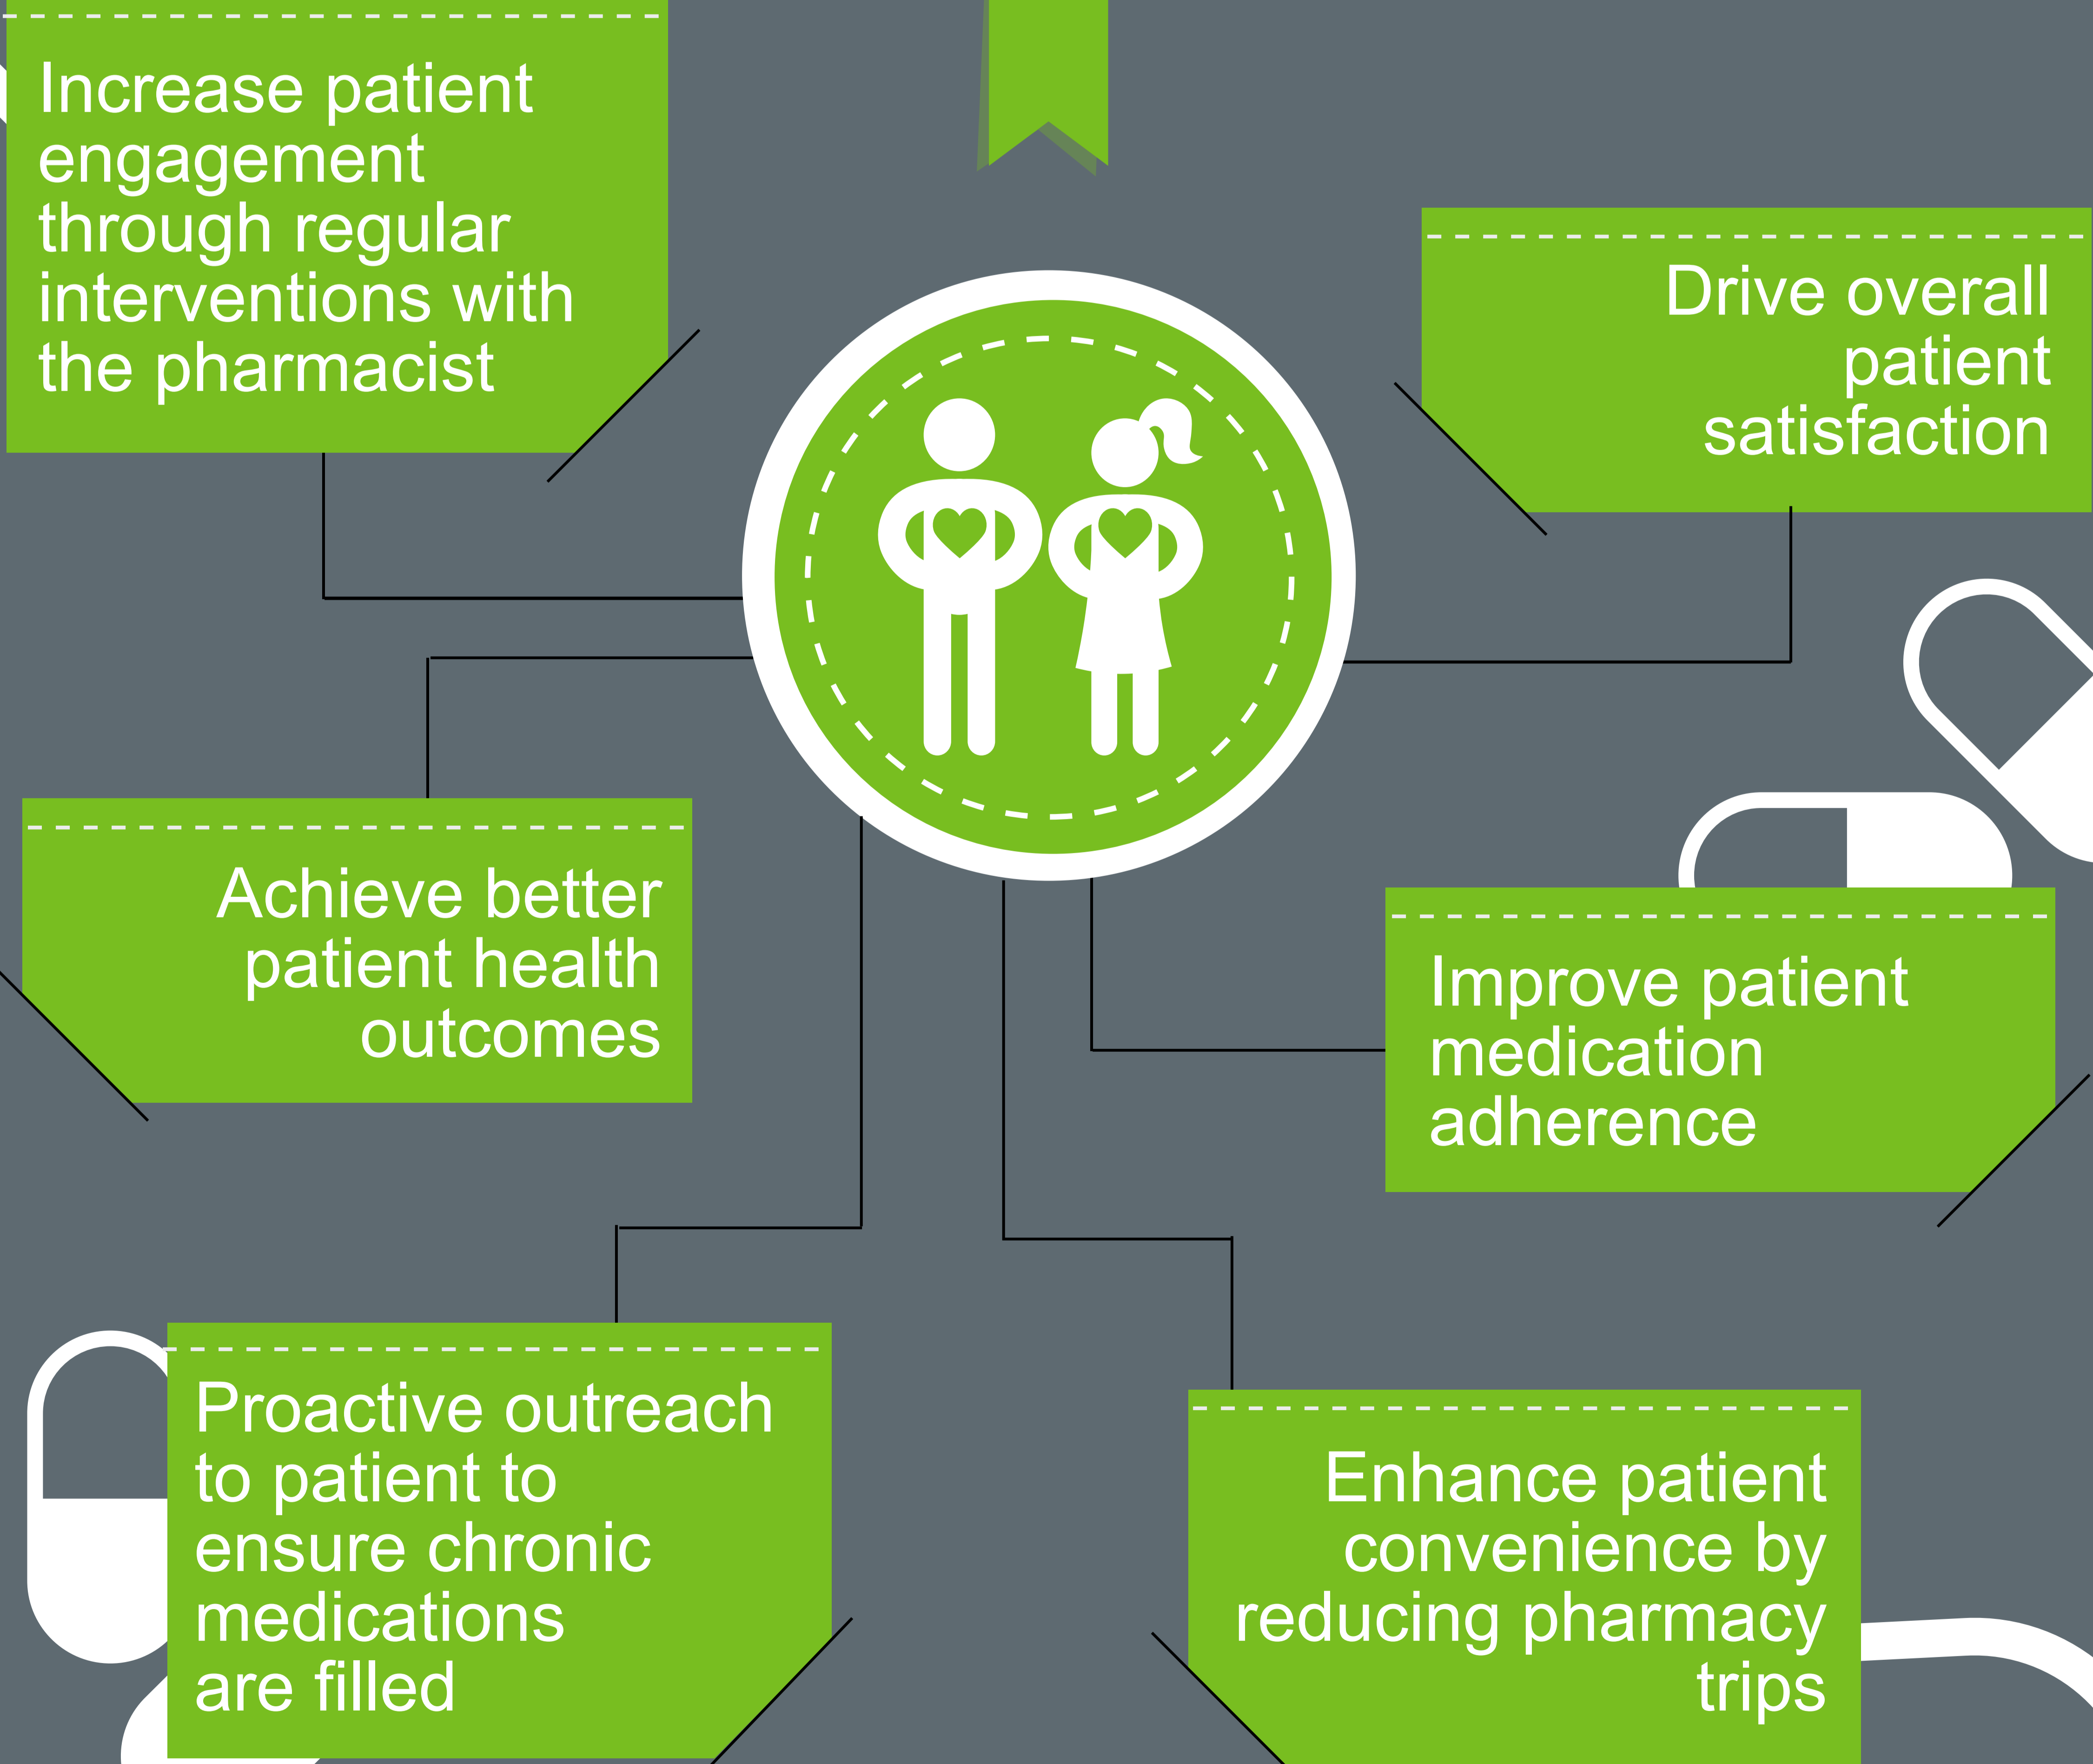 Increase patient
engagement
through regular
interventions with
the pharmacist
Drive overall
patient
satisfaction
Achieve better
patient health
outcomes
Improve patient
medication
adherence
Proactive outreach
to patient to
ensure chronic
medications
are filled
Enhance patient
convenience by
reducing pharmacy
trips